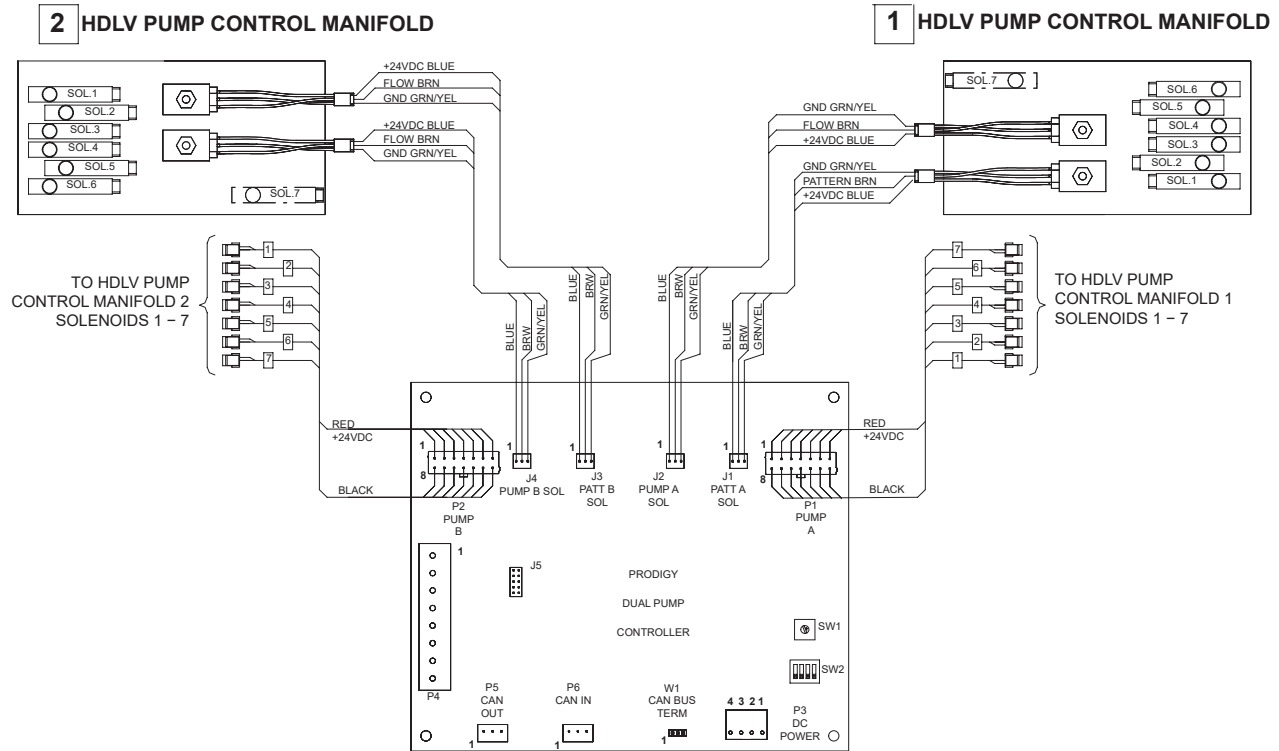 2 HDLV PUMP CONTROL MANIFOLD
1 HDLV PUMP CONTROL MANIFOLD
SOL.1
SOL.2
SOL.3
SOL.4
SOL.5
SOL.6
SOL.7
+24VDC BLUE
FLOW BRN
GND GRN/YEL
+24VDC BLUE
FLOW BRN
GND GRN/YEL
GND GRN/YEL
FLOW BRN
+24VDC BLUE
GND GRN/YEL
PATTERN BRN
+24VDC BLUE
SOL.7
SOL.6
SOL.5
SOL.4
SOL.3
SOL.2
SOL.1
TO HDLV PUMP
CONTROL MANIFOLD 2
SOLENOIDS 1 – 7
1
2
3
4
5
6
7
BLUE
BRW
GRN/YEL
BLUE
BRW
GRN/YEL
BLUE
BRW
GRN/YEL
BLUE
BRW
GRN/YEL
7
6
5
4
3
2
1
TO HDLV PUMP
CONTROL MANIFOLD 1
SOLENOIDS 1 – 7
RED
+24VDC
BLACK
1
8
P2
PUMP
B
1
J4
PUMP B SOL
1
J3
PATT B
SOL
1
J2
PUMP A
SOL
1
J1
PATT A
SOL
1
8
P1
PUMP
A
RED
+24VDC
BLACK
1
P4
J5
PRODIGY
DUAL PUMP
CONTROLLER
SW1
SW2
P5
CAN
OUT
1
P6
CAN IN
1
W1
CAN BUS
TERM
1
4 3 2 1
P3
DC
POWER